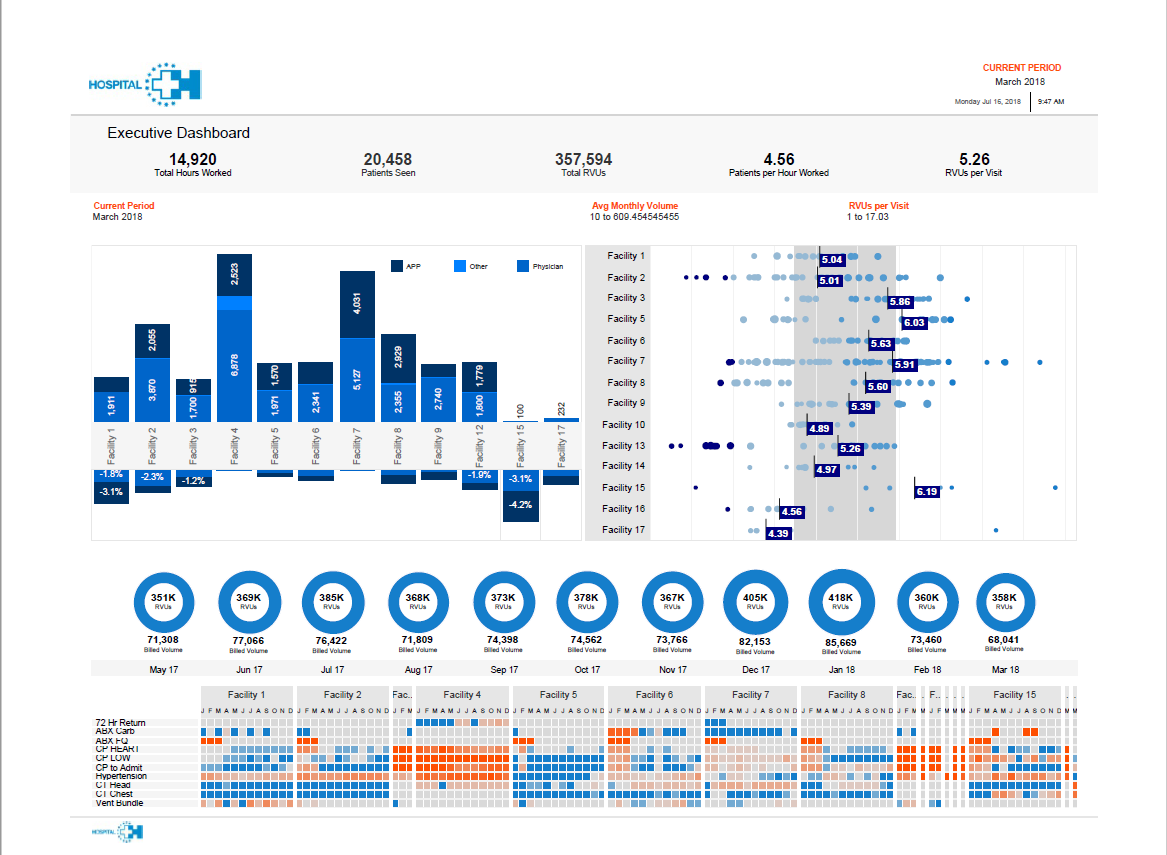 HOSPITAL
CURRENT PERIOD
March 2018
Monday Jul 16, 2018 9:47 AM
Executive Dashboard
14,920 20,458 357,594 4.56 5.26
Total Hours Worked Patients Seen Total RVUs Patients per Hour Worked RVUs per Visit
Current Period Avg Monthly Volume RVUs per Visit
March 2018 10 to 609.454545455 1 to 17.03
APP Other Physician
2,523
4,031
2,055
6,878
2,929
1,570
1,779
915
5,127
3,870
1,911
1,700
1,971
2,341
2,355
2,740
1,800
100
232
Facility 1 Facility 2 Facility 3 Facility 4 Facility 5 Facility 6 Facility 7 Facility 8 Facility 9 Facility 12 Facility 15 Facility 17
-1.8% -2.3% -1.2% -1.9% -3.1%
-3.1% -4.2%
Facility 1 5.04
Facility 2 5.01
Facility 3 5.86
Facility 5 6.03
Facility 6 5.63
Facility 7 5.91
Facility 8 5.60
Facility 9 5.39
Facility 10 4.89
Facility 13 5.26
Facility 14 4.97
Facility 15 6.19
Facility 16 4.56
Facility 17 4.39
351K 369K 385K 368K 373K 378K 367K 405K 418K 360K 358K
RVUs RVUs RVUs RVUs RVUs RVUs RVUs RVUs RVUs RVUs RVUs
71,308 77,066 76,422 71,809 74,398 74,562 73,766 82,153 85,669 73,460 68,041
Billed Volume Billed Volume Billed Volume Billed Volume Billed Volume Billed Volume Billed Volume Billed Volume Billed Volume Billed Volume Billed Volume
May 17 Jun 17 Jul 17 Aug 17 Sep 17 Oct 17 Nov 17 Dec 17 Jan 18 Feb 18 Mar 18
Facility 1 Facility 2 Fac.. Facility 4 Facility 5 Facility 6 Facility 7 Facility 8 Fac.. F.. Facility 15
J F M A M J J A S O N D J F M A M J J A S O N D J F M J F M A M J J A S O N D J F M A M J J A S O N D J F M A M J J A S O N D J F M A M J J A S O N D J F M A M J J A S O N D
72 Hr Return
ABX Carb
ABX FQ
CP HEART
CP LOW
CP to Admit
Hypertension
CT Head
CT Chest
Vent Bundle
HOSPITAL